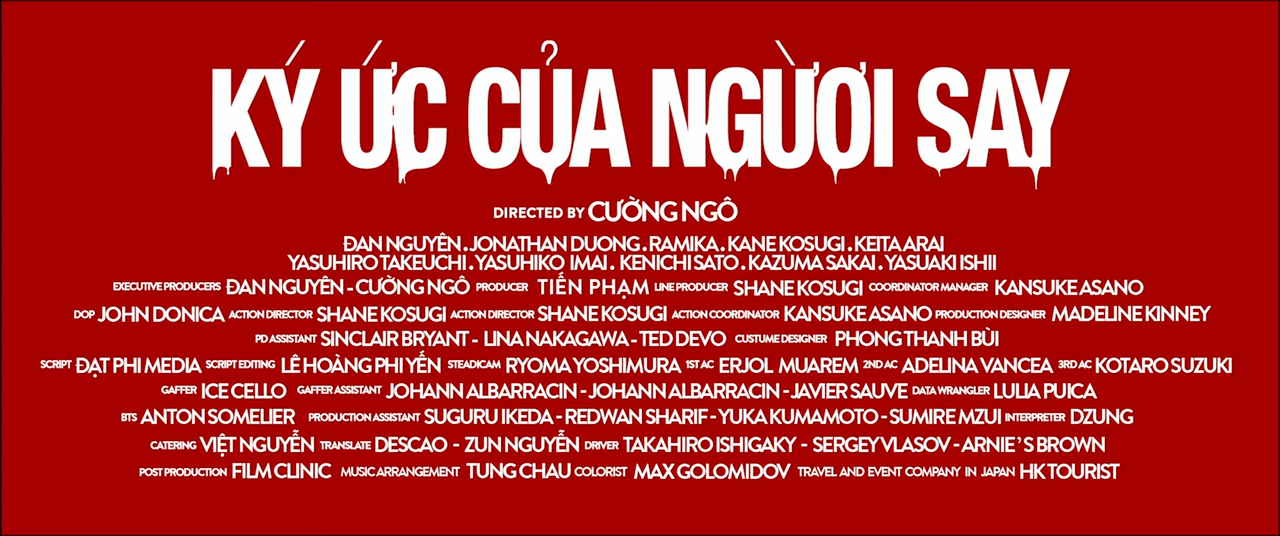 KÝ ỨC CỦA NGƯỜI SAY
DIRECTED BY CƯỜNG NGÔ
ĐAN NGUYÊN . JONATHAN DUONG . RAMIKA . KANE KOSUGI . KEITA ARAI
YASUHIRO TAKEUCHI . YASUHIKO IMAI . KENICHI SATO . KAZUMA SAKAI . YASUAKI ISHII
EXECUTIVE PRODUCERS ĐAN NGUYÊN - CƯỜNG NGÔ PRODUCER TIẾN PHẠM LINE PRODUCER SHANE KOSUGI COORDINATOR MANAGER KANSUKE ASANO
DOP JOHN DONICA ACTION DIRECTOR SHANE KOSUGI ACTION DIRECTOR SHANE KOSUGI ACTION COORDINATOR KANSUKE ASANO PRODUCTION DESIGNER MADELINE KINNEY
PD ASSISTANT SINCLAIR BRYANT - LINA NAKAGAWA - TED DEVO CUSTUME DESIGNER PHONG THANH BÙI
SCRIPT ĐẠT PHI MEDIA SCRIPT EDITING LÊ HOÀNG PHI YẾN STEADICAM RYOMA YOSHIMURA 1ST AC ERJOL MUAREM 2ND AC ADELINA VANCEA 3RD AC KOTARO SUZUKI
GAFFER ICE CELLO GAFFER ASSISTANT JOHANN ALBARRACIN - JOHANN ALBARRACIN - JAVIER SAUVE DATA WRANGLER LULIA PUICA
BTS ANTON SOMELIER PRODUCTION ASSISTANT SUGURU IKEDA - REDWAN SHARIF - YUKA KUMAMOTO - SUMIRE MZUI INTERPRETER DZUNG
CATERING VIỆT NGUYỄN TRANSLATE DESCAO - ZUN NGUYỄN DRIVER TAKAHIRO ISHIGAKY - SERGEY VLASOV - ARNIE'S BROWN
POST PRODUCTION FILM CLINIC MUSIC ARRANGEMENT TUNG CHAU COLORIST MAX GOLOMIDOV TRAVEL AND EVENT COMPANY IN JAPAN HK TOURIST